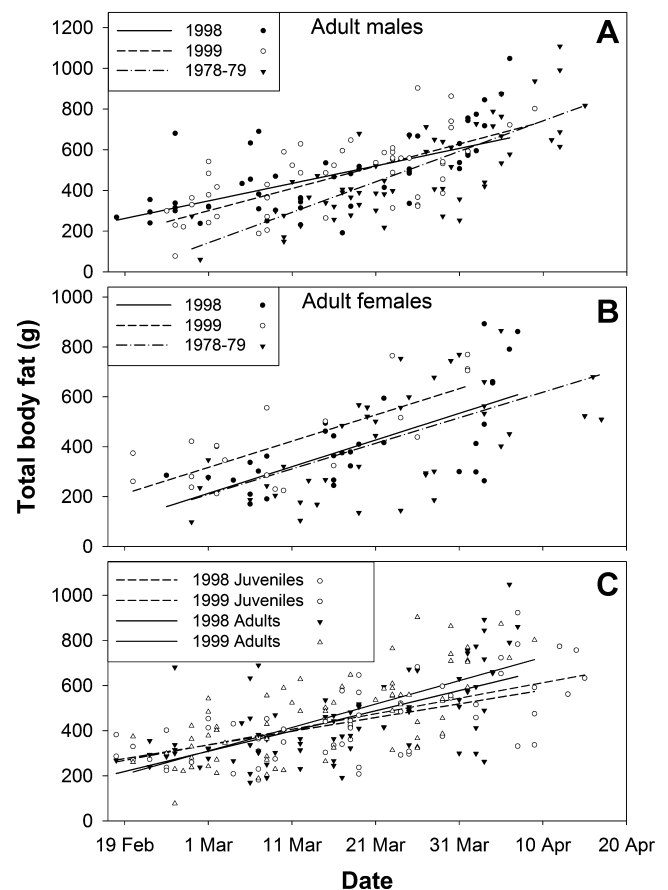 Total body fat (g)
1200
1000
800
600
400
200
0
1998
1999
1978-79
Adult males
A
1000
800
600
400
200
0
1998
1999
1978-79
Adult females
B
1000
800
600
400
200
0
1998 Juveniles
1999 Juveniles
1998 Adults
1999 Adults
C
19 Feb 1 Mar 11 Mar 21 Mar 31 Mar 10 Apr 20 Apr
Date